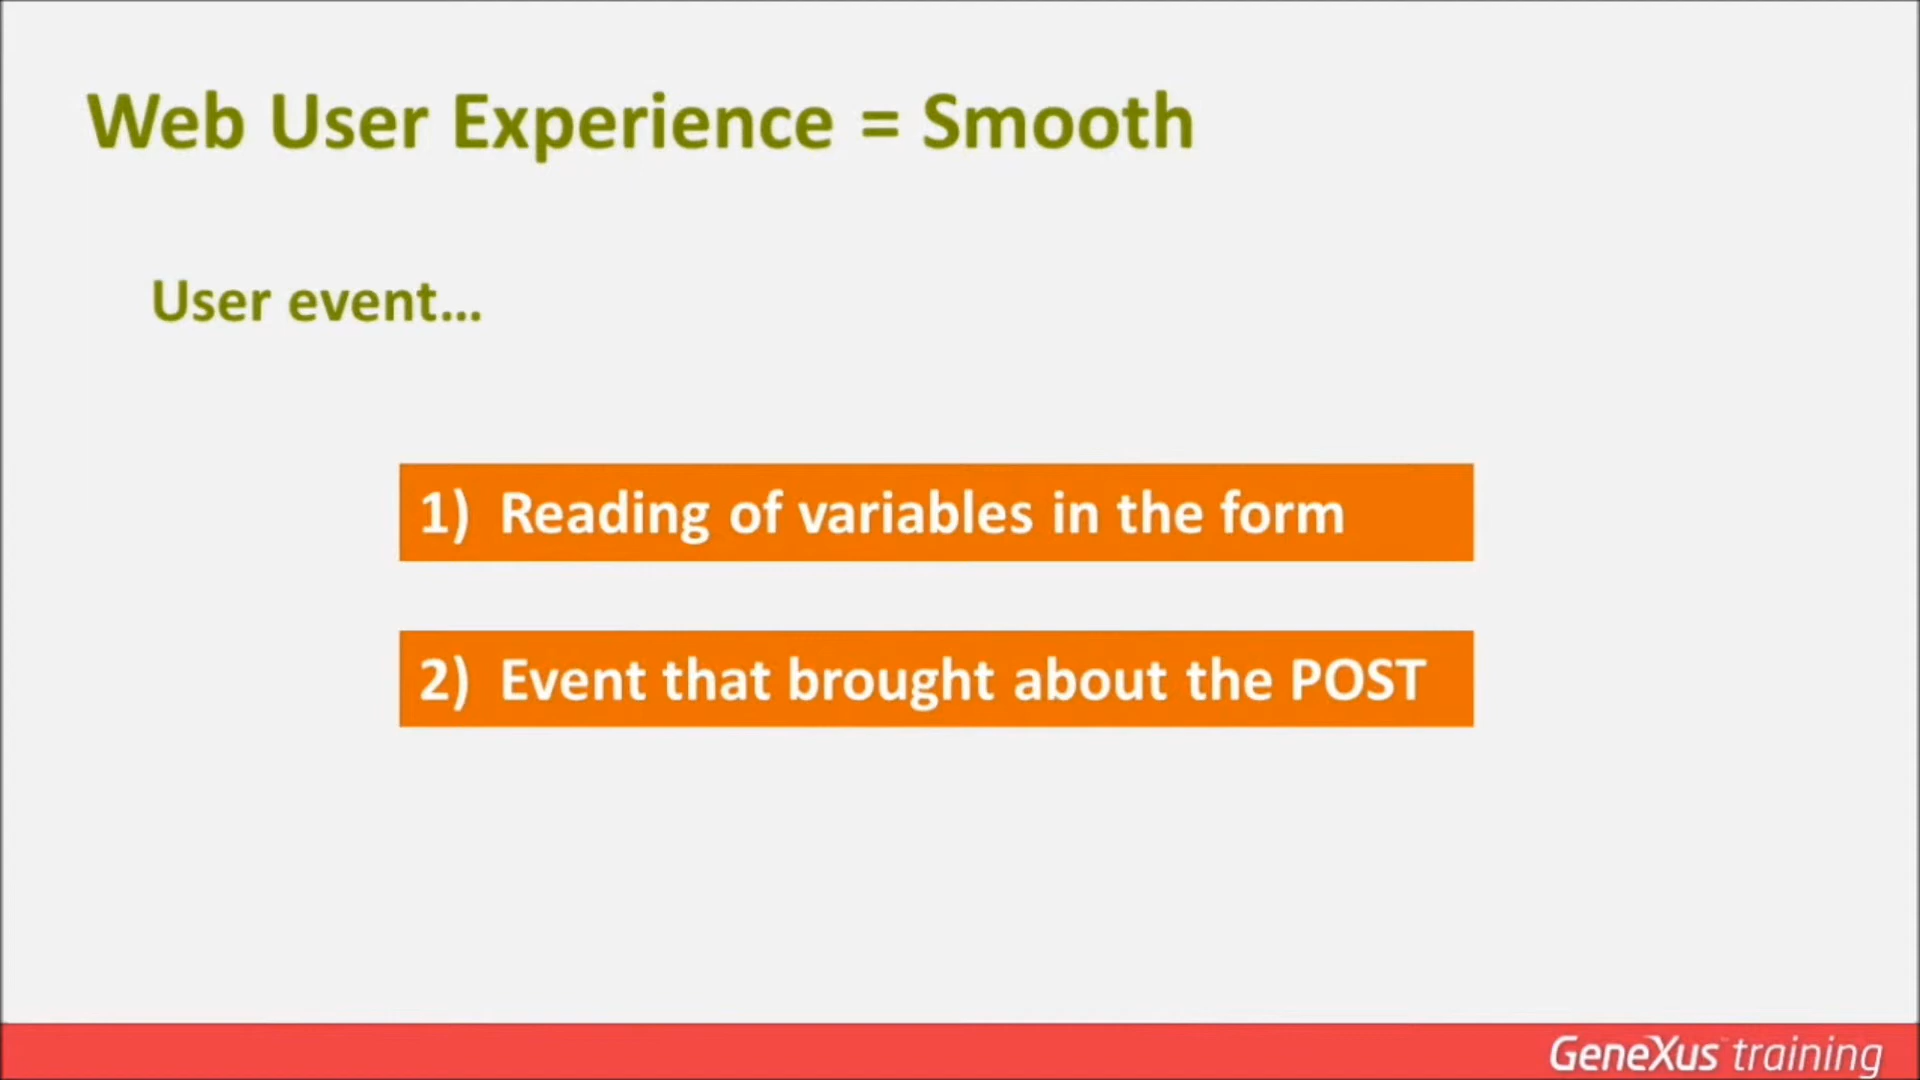 Web User Experience = Smooth
User event...
1) Reading of variables in the form
2) Event that brought about the POST
GeneXus training